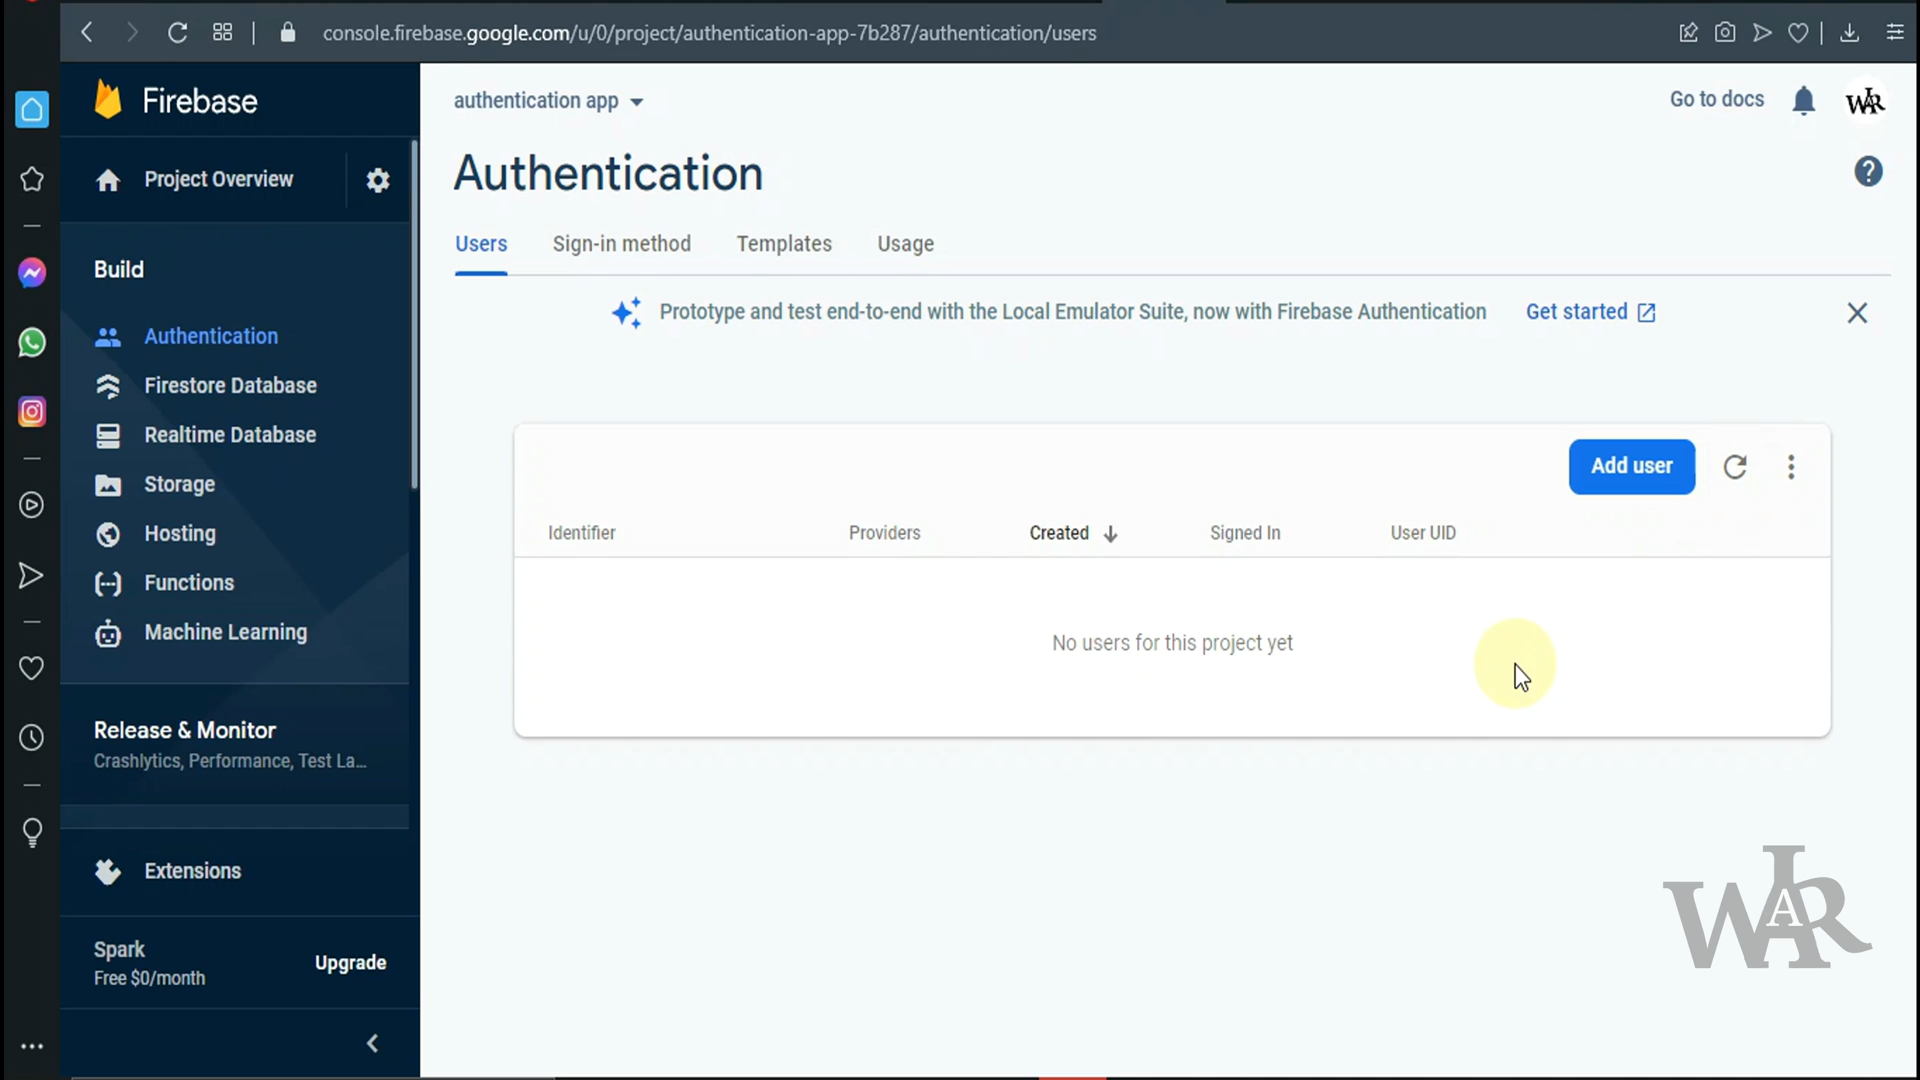 console.firebase.google.com/u/0/project/authentication-app-7b287/authentication/users
Firebase
authentication app
Go to docs
WAR
Project Overview
Authentication
Users
Sign-in method
Templates
Usage
Build
Prototype and test end-to-end with the Local Emulator Suite, now with Firebase Authentication
Get started
Authentication
Firestore Database
Realtime Database
Storage
Hosting
Functions
Machine Learning
Add user
Identifier
Providers
Created
Signed In
User UID
No users for this project yet
Release & Monitor
Crashlytics, Performance, Test La...
Extensions
Spark
Free $0/month
Upgrade
WAR